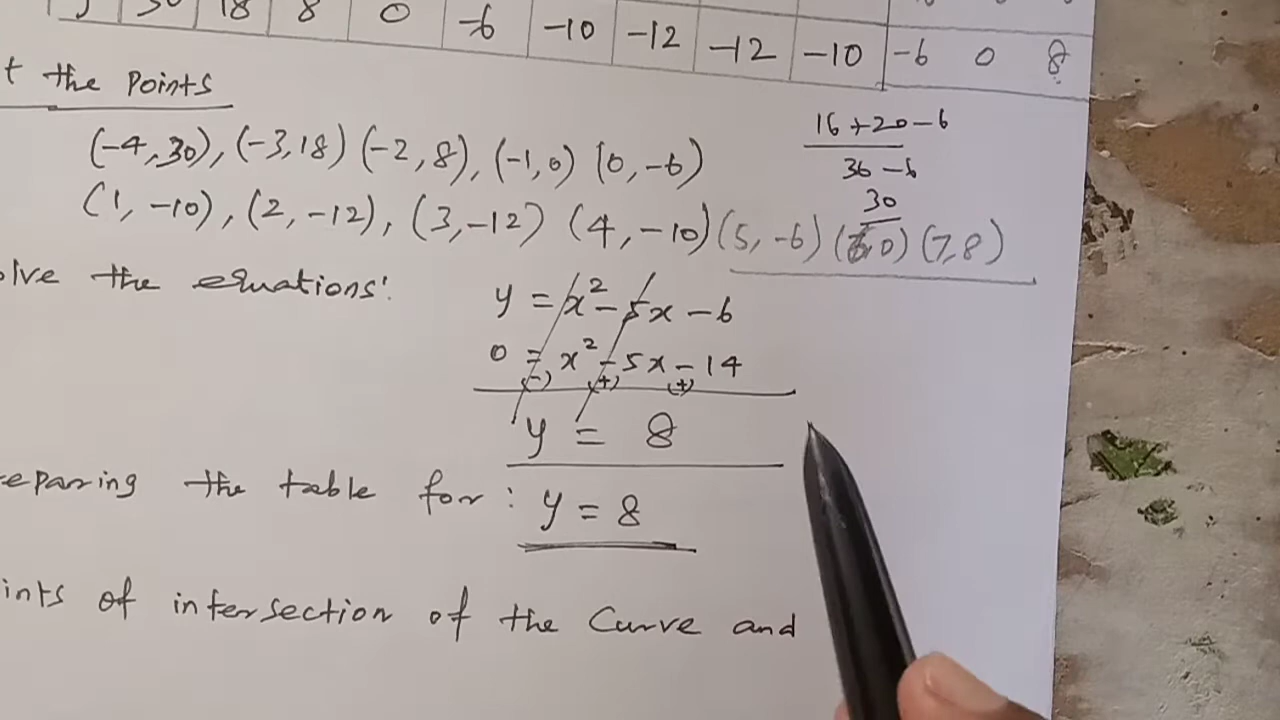 18 8 0 -6 -10 -12 -12 -10 -6 0 8
t the points
(-4,30), (-3,18) (-2,8), (-1,0) (0,-6)
16+20-6
36-6
30
(1,-10), (2,-12), (3,-12) (4,-10) (5,-6) (6,0) (7,8)
olve the equations:
y = x² - 5x - 6
0 = x² - 5x - 14
(-) (+) (+)
y = 8
eparing the table for: y = 8
ints of intersection of the Curve and